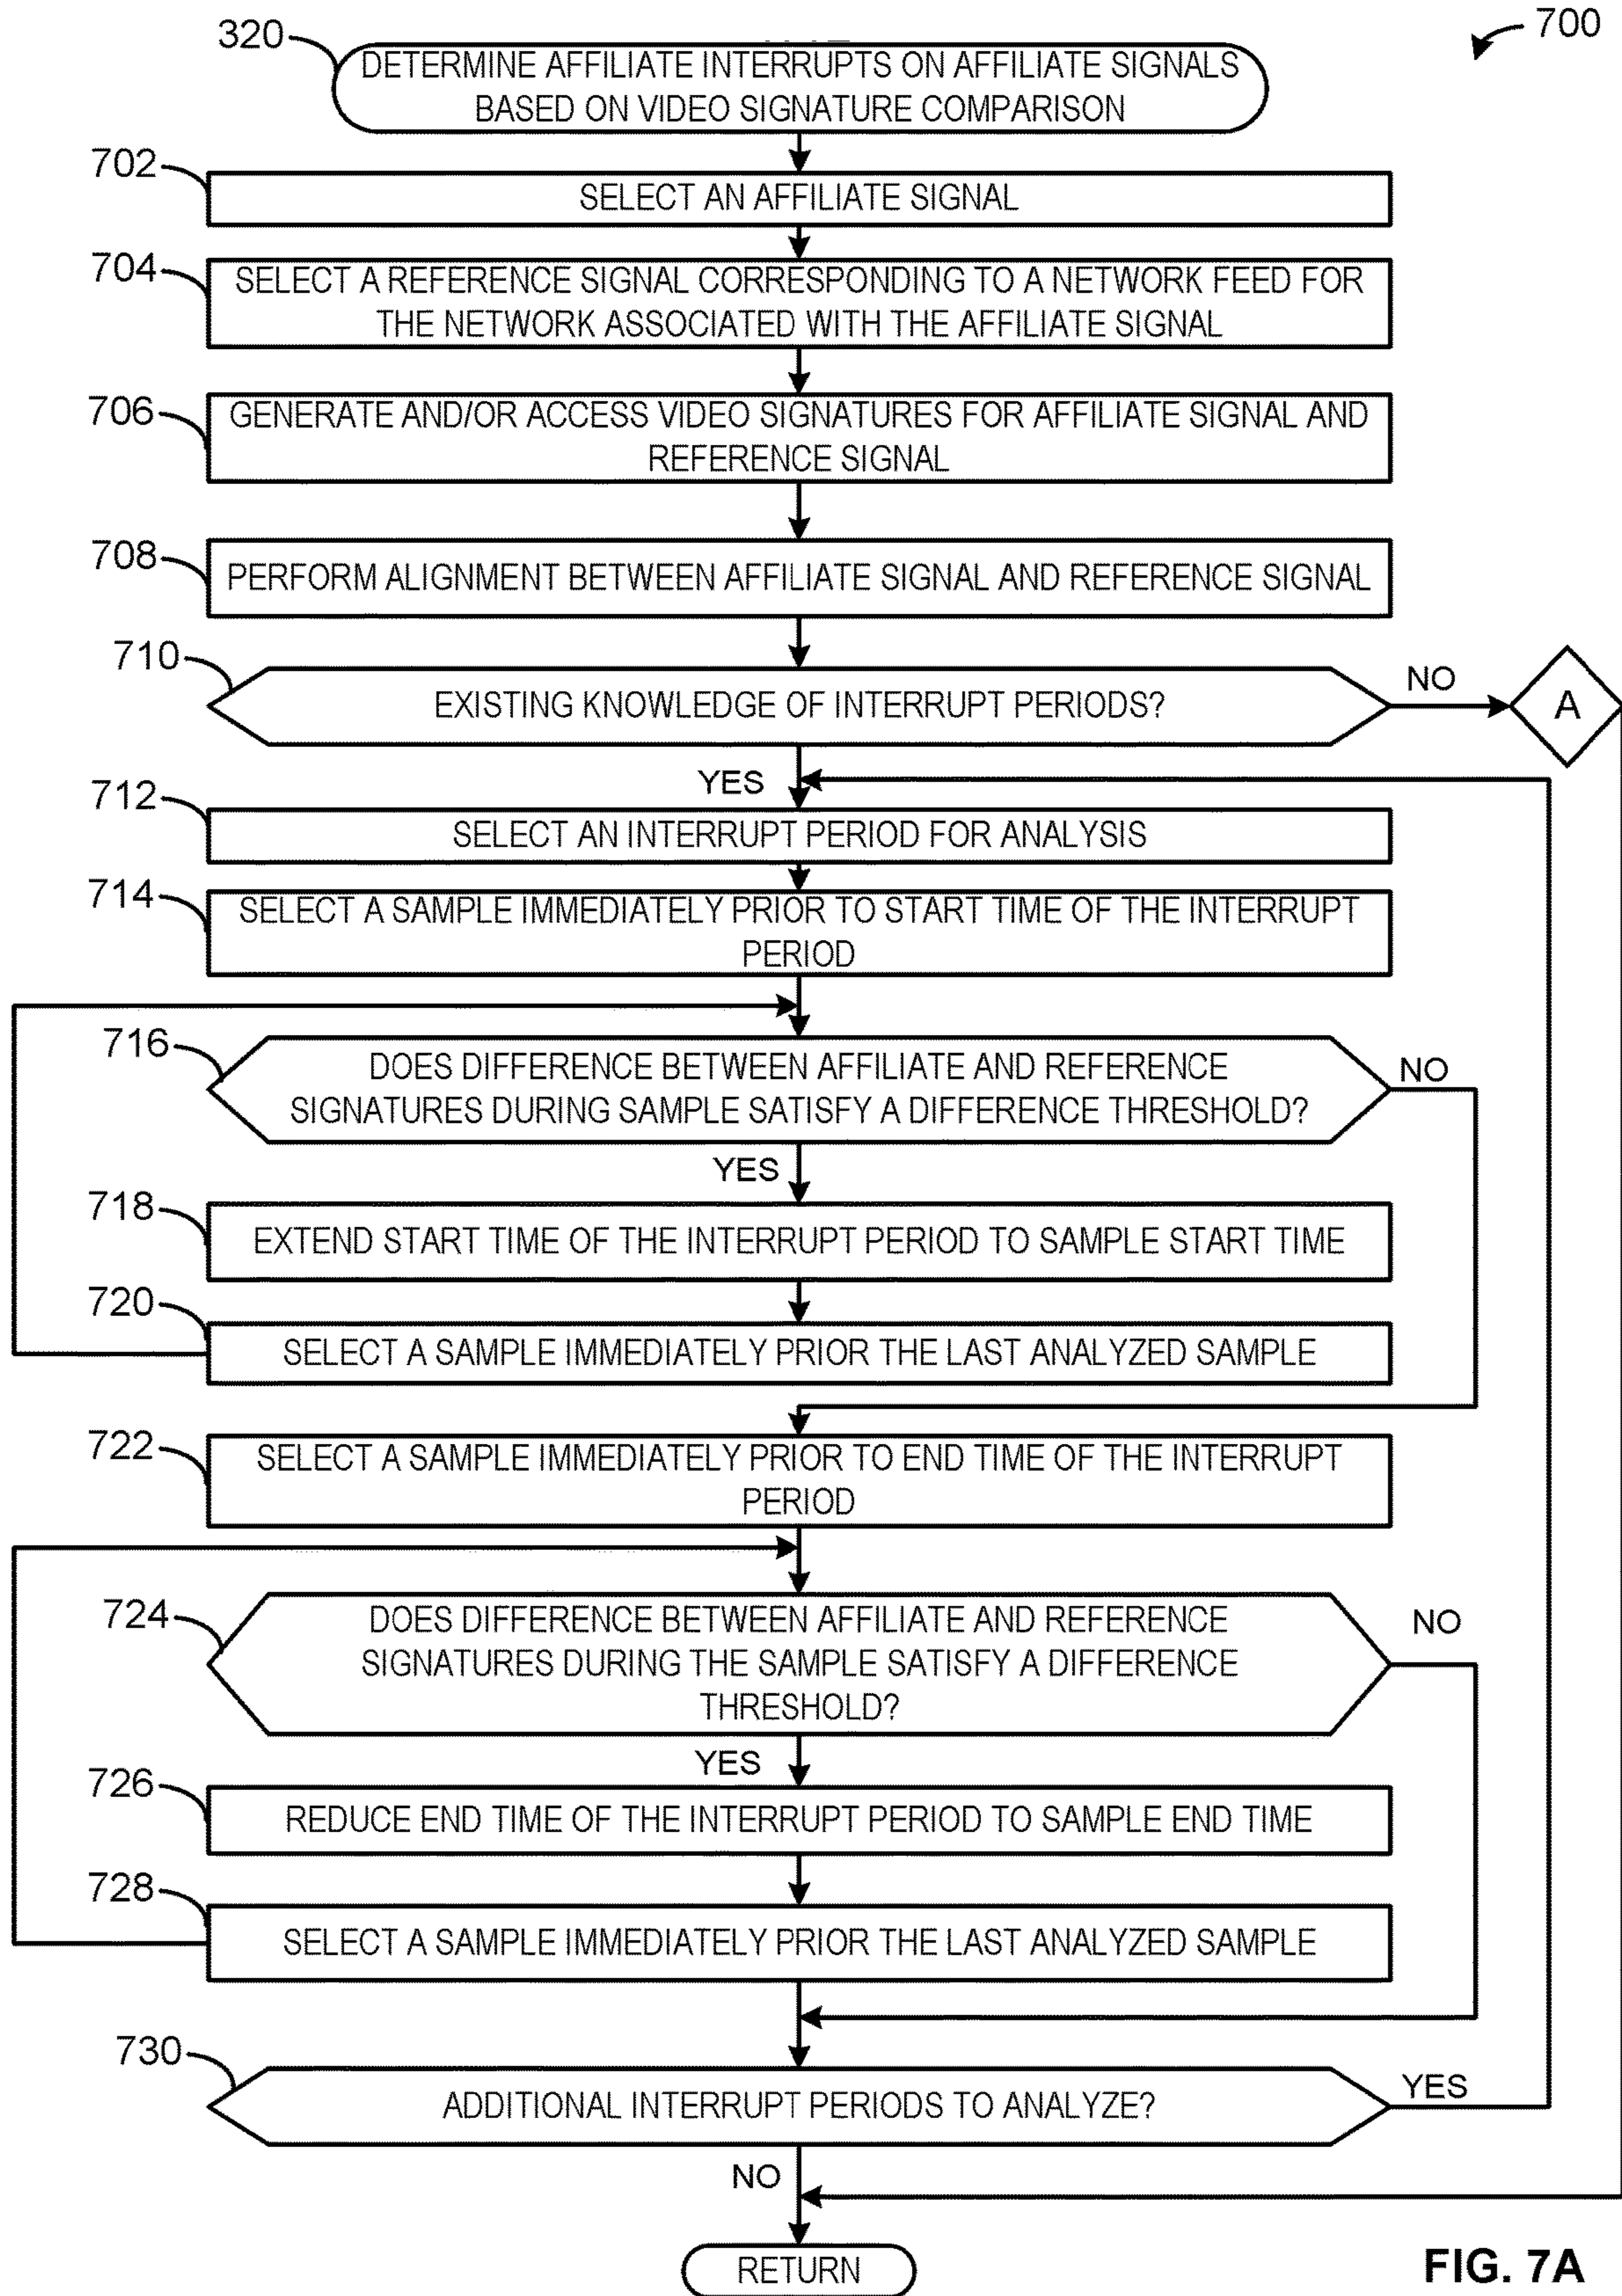 700
320
DETERMINE AFFILIATE INTERRUPTS ON AFFILIATE SIGNALS
BASED ON VIDEO SIGNATURE COMPARISON
702
SELECT AN AFFILIATE SIGNAL
704
SELECT A REFERENCE SIGNAL CORRESPONDING TO A NETWORK FEED FOR
THE NETWORK ASSOCIATED WITH THE AFFILIATE SIGNAL
706
GENERATE AND/OR ACCESS VIDEO SIGNATURES FOR AFFILIATE SIGNAL AND
REFERENCE SIGNAL
708
PERFORM ALIGNMENT BETWEEN AFFILIATE SIGNAL AND REFERENCE SIGNAL
710
EXISTING KNOWLEDGE OF INTERRUPT PERIODS?
NO
A
YES
712
SELECT AN INTERRUPT PERIOD FOR ANALYSIS
714
SELECT A SAMPLE IMMEDIATELY PRIOR TO START TIME OF THE INTERRUPT
PERIOD
716
DOES DIFFERENCE BETWEEN AFFILIATE AND REFERENCE
SIGNATURES DURING SAMPLE SATISFY A DIFFERENCE THRESHOLD?
NO
YES
718
EXTEND START TIME OF THE INTERRUPT PERIOD TO SAMPLE START TIME
720
SELECT A SAMPLE IMMEDIATELY PRIOR THE LAST ANALYZED SAMPLE
722
SELECT A SAMPLE IMMEDIATELY PRIOR TO END TIME OF THE INTERRUPT
PERIOD
724
DOES DIFFERENCE BETWEEN AFFILIATE AND REFERENCE
SIGNATURES DURING THE SAMPLE SATISFY A DIFFERENCE
THRESHOLD?
NO
YES
726
REDUCE END TIME OF THE INTERRUPT PERIOD TO SAMPLE END TIME
728
SELECT A SAMPLE IMMEDIATELY PRIOR THE LAST ANALYZED SAMPLE
730
ADDITIONAL INTERRUPT PERIODS TO ANALYZE?
YES
NO
RETURN
FIG. 7A